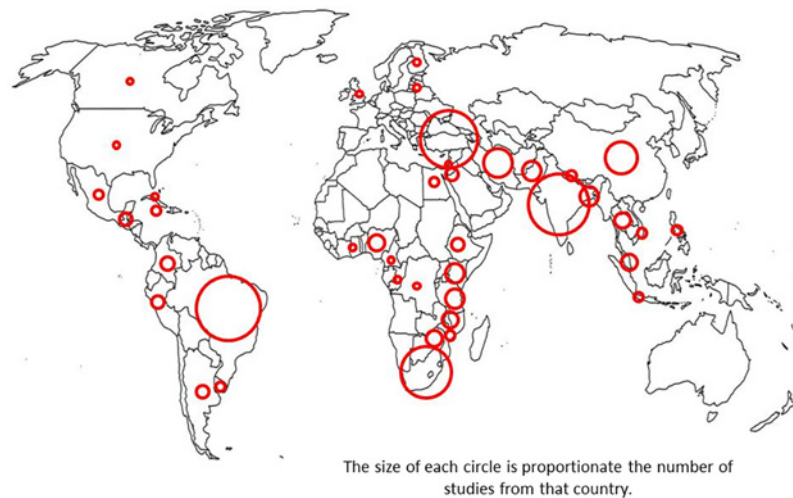 The size of each circle is proportionate the number of
studies from that country.